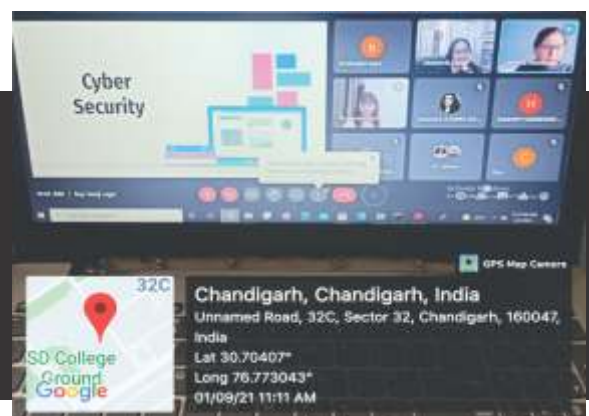 Cyber
Security
GPS Map Camera
32C
SD College
Ground
Google
Chandigarh, Chandigarh, India
Unnamed Road, 32C, Sector 32, Chandigarh, 160047,
India
Lat 30.70407°
Long 76.773043°
01/09/21 11:11 AM